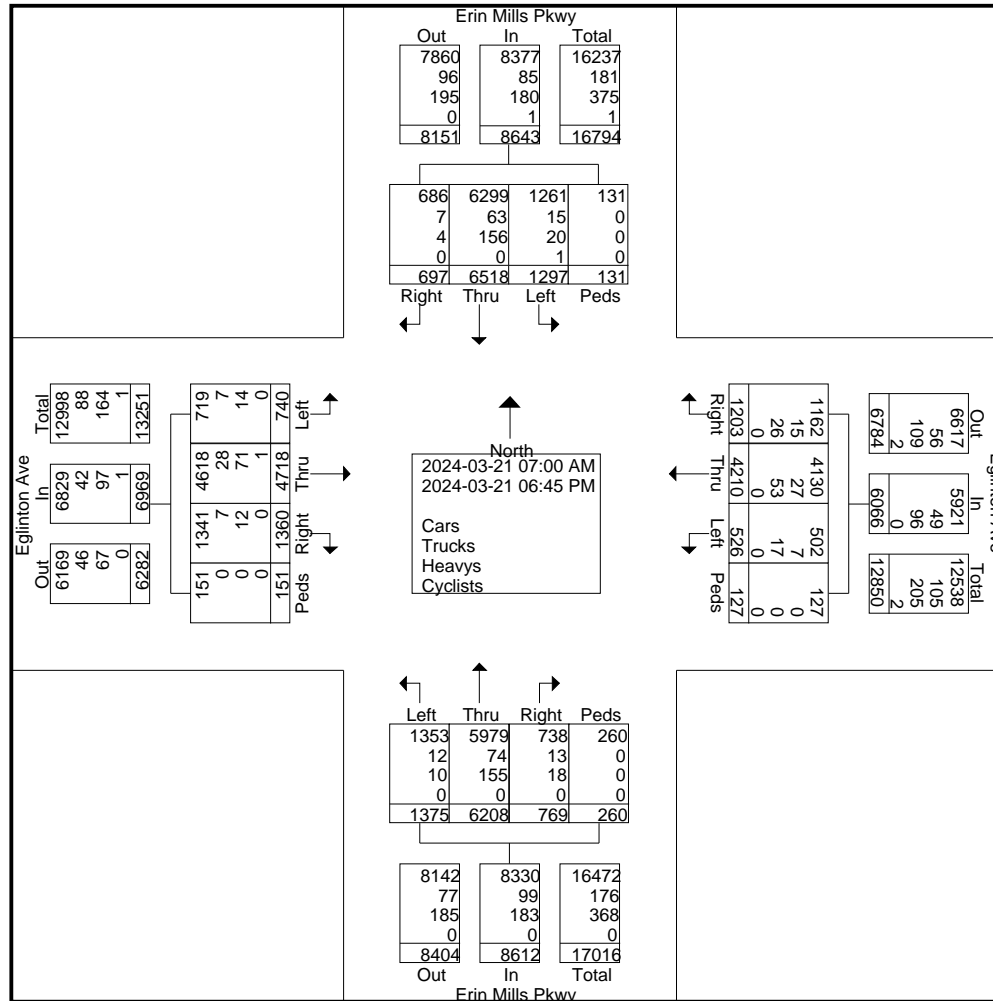 Erin Mills Pkwy
Out In Total
7860 8377 16237
96 85 181
195 180 375
0 1 1
8151 8643 16794
686 6299 1261 131
7 63 15 0
4 156 20 0
0 0 1 0
697 6518 1297 131
Right Thru Left Peds
Eglinton Ave
Total
12998
88
164
1
13251
In
6829
42
97
1
6969
Out
6169
46
67
0
6282
719
7
14
0
740
Left
4618
28
71
1
4718
Thru
1341
7
12
0
1360
Right
151
0
0
0
151
Peds
North
2024-03-21 07:00 AM
2024-03-21 06:45 PM
Cars
Trucks
Heavys
Cyclists
Right
1162
15
26
0
1203
Thru
4130
27
53
0
4210
Left
502
7
17
0
526
Peds
127
0
0
0
127
Out
6617
56
109
2
6784
In
5921
49
96
0
6066
Total
12538
105
205
2
12850
Left Thru Right Peds
1353 5979 738 260
12 74 13 0
10 155 18 0
0 0 0 0
1375 6208 769 260
8142 8330 16472
77 99 176
185 183 368
0 0 0
8404 8612 17016
Out In Total
Erin Mills Pkwy